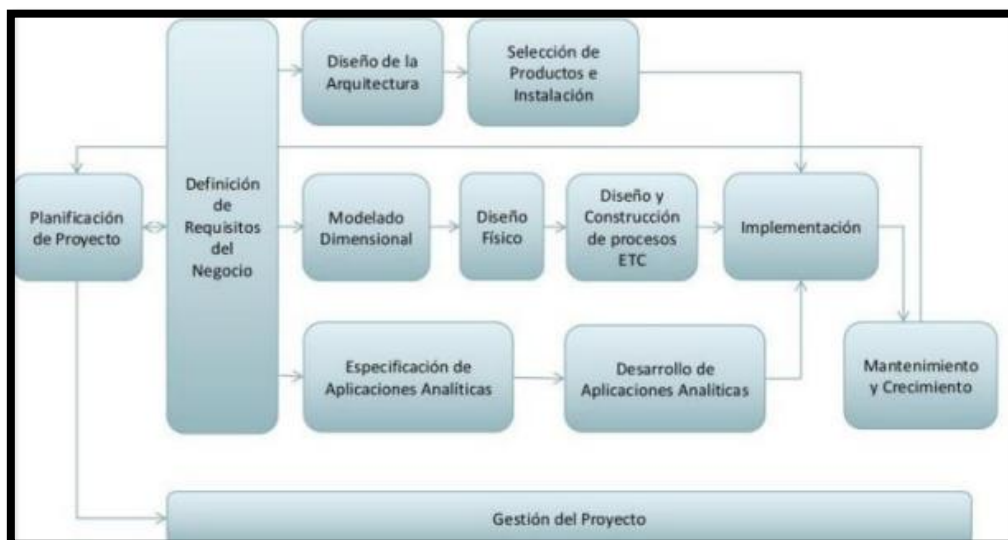 Diseño de la
Arquitectura
Selección de
Productos e
Instalación
Planificación
de Proyecto
Definición
de
Requisitos
del
Negocio
Modelado
Dimensional
Diseño
Físico
Diseño y
Construcción
de procesos
ETC
Implementación
Especificación de
Aplicaciones Analíticas
Desarrollo de
Aplicaciones Analíticas
Mantenimiento
y Crecimiento
Gestión del Proyecto